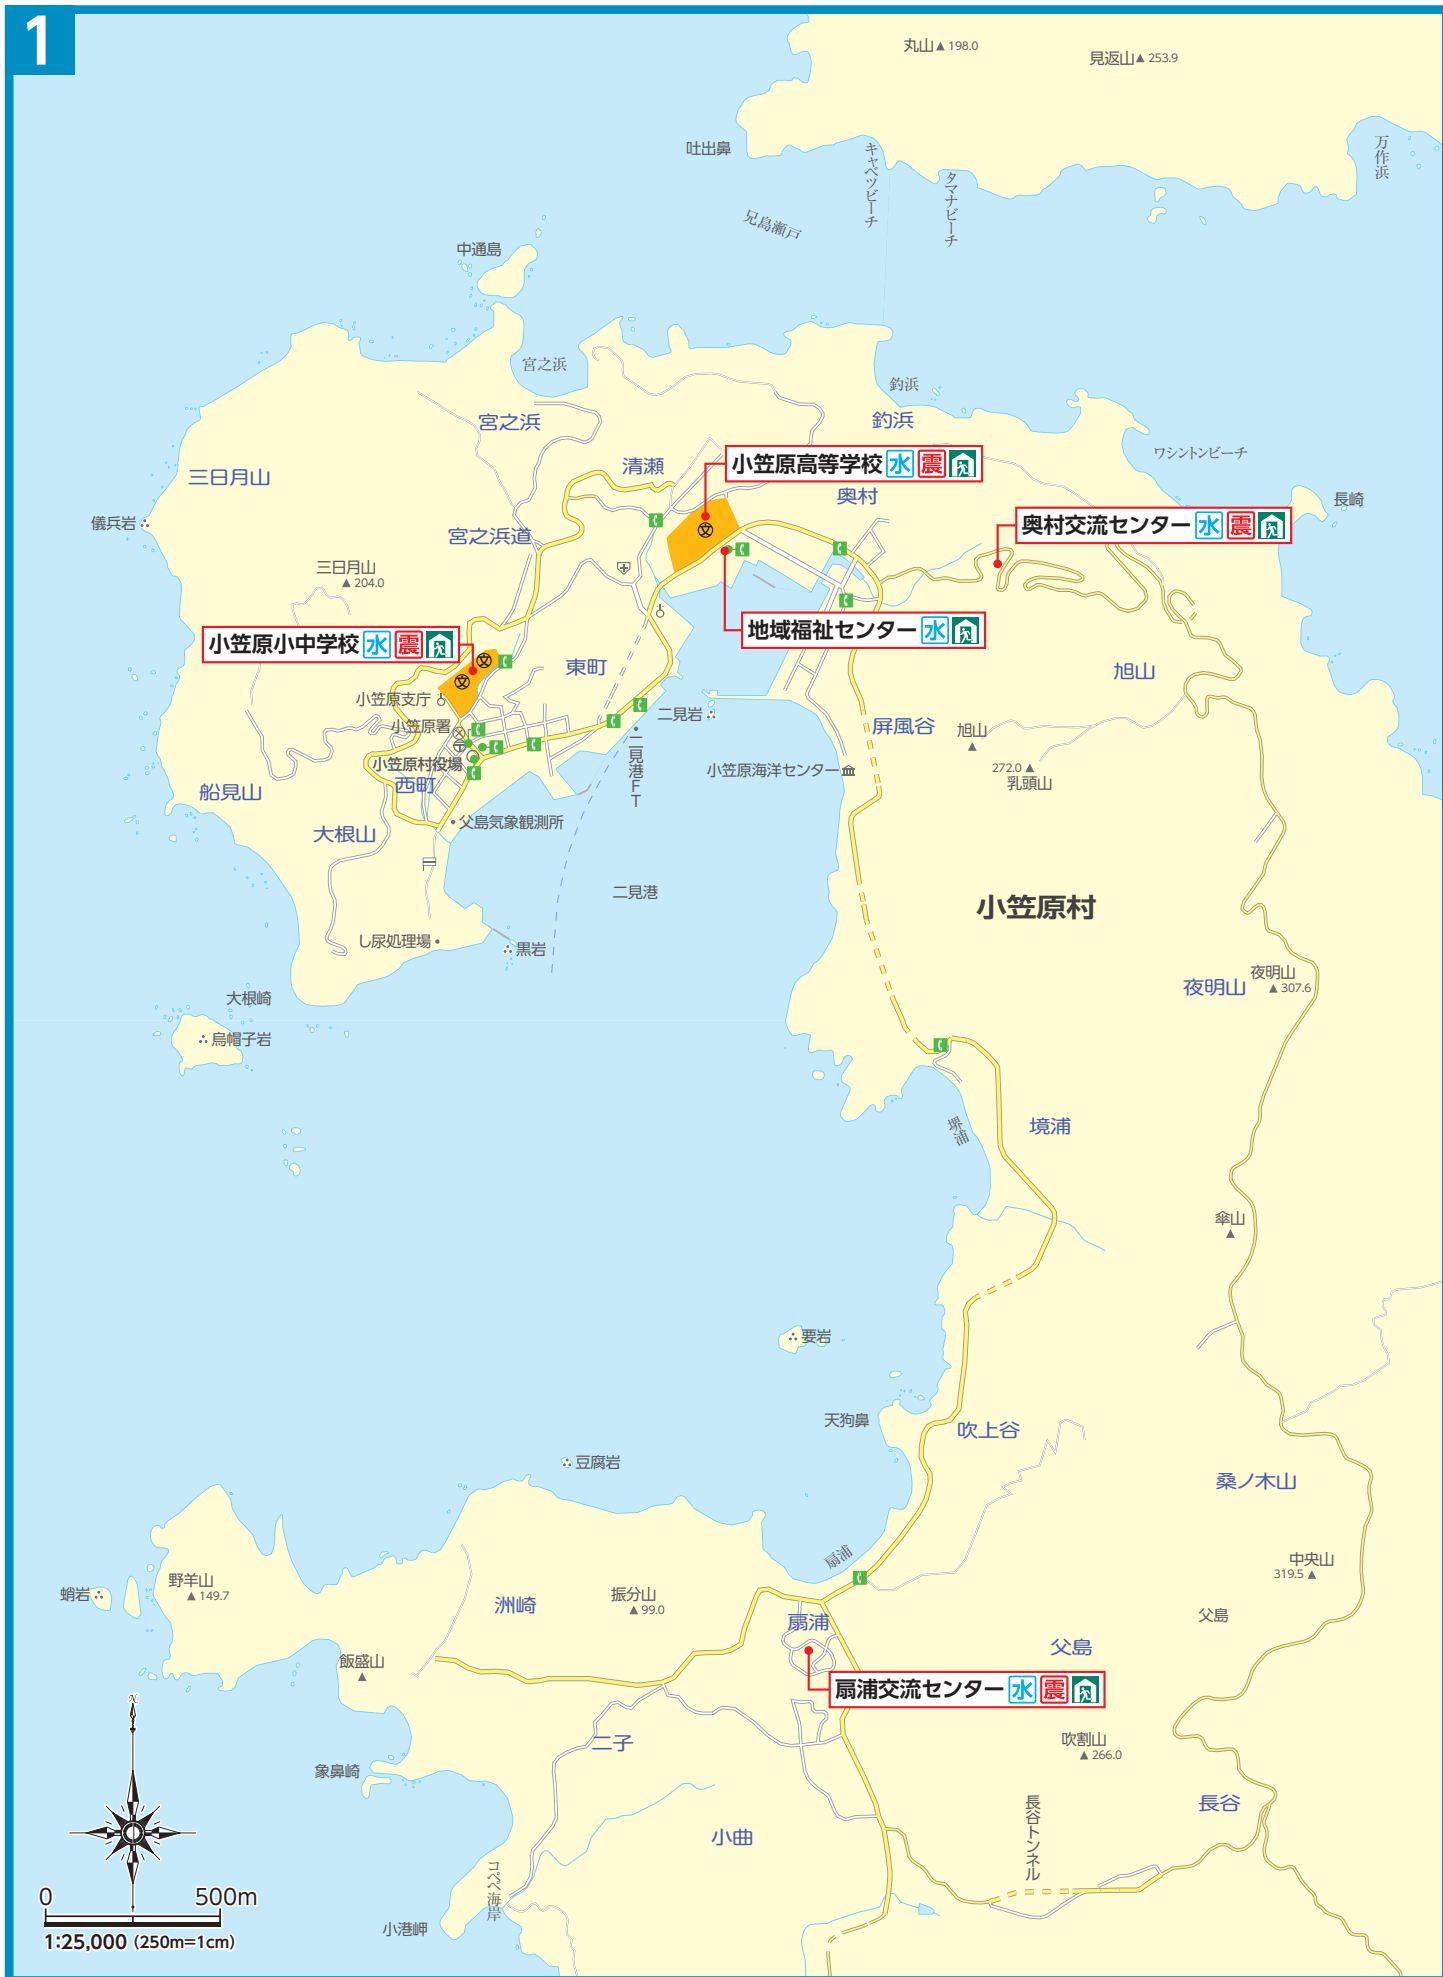 1
丸山▲198.0
見返山▲253.9
万作浜
吐出鼻
キャベツビーチ
タマナビーチ
兄島瀬戸
中通島
宮之浜
釣浜
宮之浜
釣浜
清瀬
小笠原高等学校 水 震
ワシントンビーチ
三日月山
奥村
長崎
儀兵岩
宮之浜道
奥村交流センター 水 震
三日月山
▲204.0
地域福祉センター 水
小笠原小中学校 水 震
東町
旭山
小笠原支庁
二見岩
小笠原署
屏風谷
旭山
▲
二見港FT
小笠原村役場
小笠原海洋センター
272.0▲
乳頭山
西町
船見山
父島気象観測所
大根山
二見港
小笠原村
し尿処理場
黒岩
夜明山
▲307.6
夜明山
大根崎
烏帽子岩
境浦
堺浦
傘山
▲
要岩
天狗鼻
吹上谷
豆腐岩
桑ノ木山
扇浦
中央山
319.5▲
野羊山
▲149.7
蛸岩
振分山
▲99.0
洲崎
父島
扇浦
父島
飯盛山
▲
扇浦交流センター 水 震
N
二子
吹割山
▲266.0
象鼻崎
長谷
長谷トンネル
小曲
コペペ海岸
0 500m
小港岬
1:25,000 (250m=1cm)